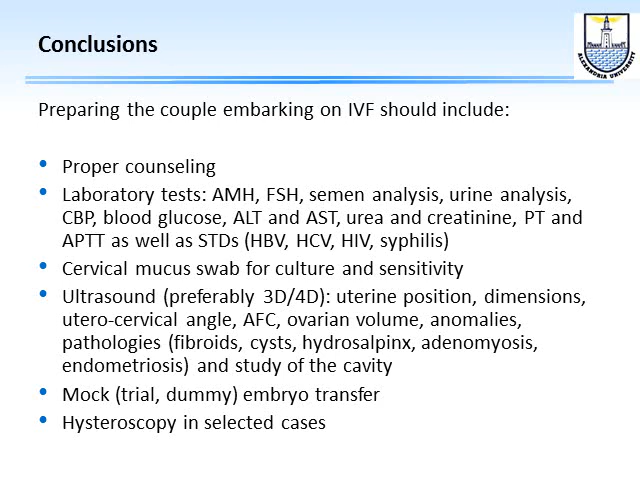 Conclusions
ALEXANDRIA UNIVERSITY
Preparing the couple embarking on IVF should include:
• Proper counseling
• Laboratory tests: AMH, FSH, semen analysis, urine analysis,
CBP, blood glucose, ALT and AST, urea and creatinine, PT and
APTT as well as STDs (HBV, HCV, HIV, syphilis)
• Cervical mucus swab for culture and sensitivity
• Ultrasound (preferably 3D/4D): uterine position, dimensions,
utero-cervical angle, AFC, ovarian volume, anomalies,
pathologies (fibroids, cysts, hydrosalpinx, adenomyosis,
endometriosis) and study of the cavity
• Mock (trial, dummy) embryo transfer
• Hysteroscopy in selected cases